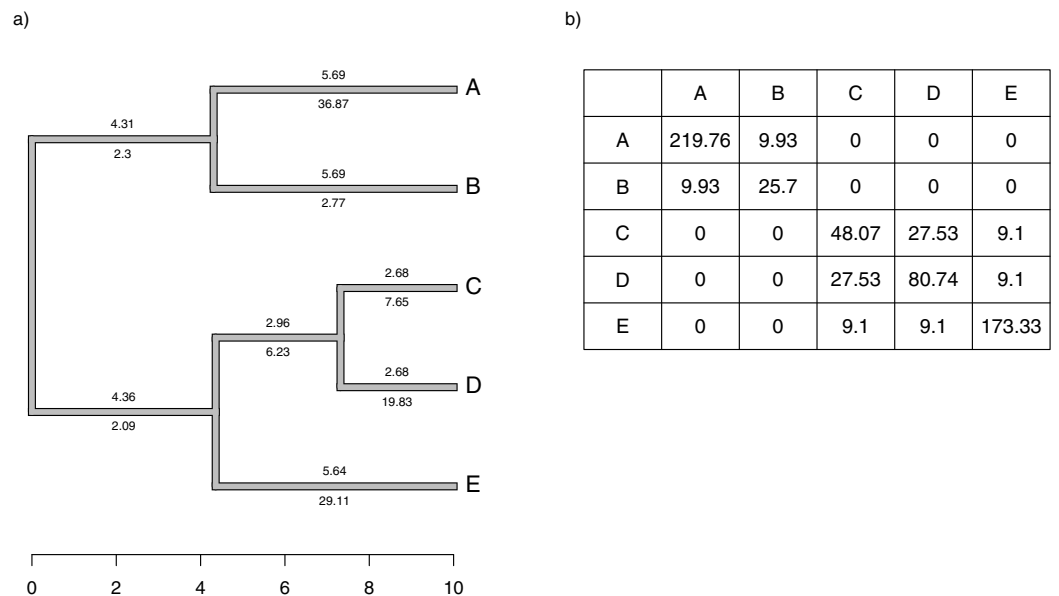 a)
5.69
A
36.87
4.31
2.3
5.69
B
2.77
2.68
C
7.65
2.96
6.23
2.68
D
19.83
4.36
2.09
5.64
E
29.11
0 2 4 6 8 10
b)
A B C D E
A 219.76 9.93 0 0 0
B 9.93 25.7 0 0 0
C 0 0 48.07 27.53 9.1
D 0 0 27.53 80.74 9.1
E 0 0 9.1 9.1 173.33